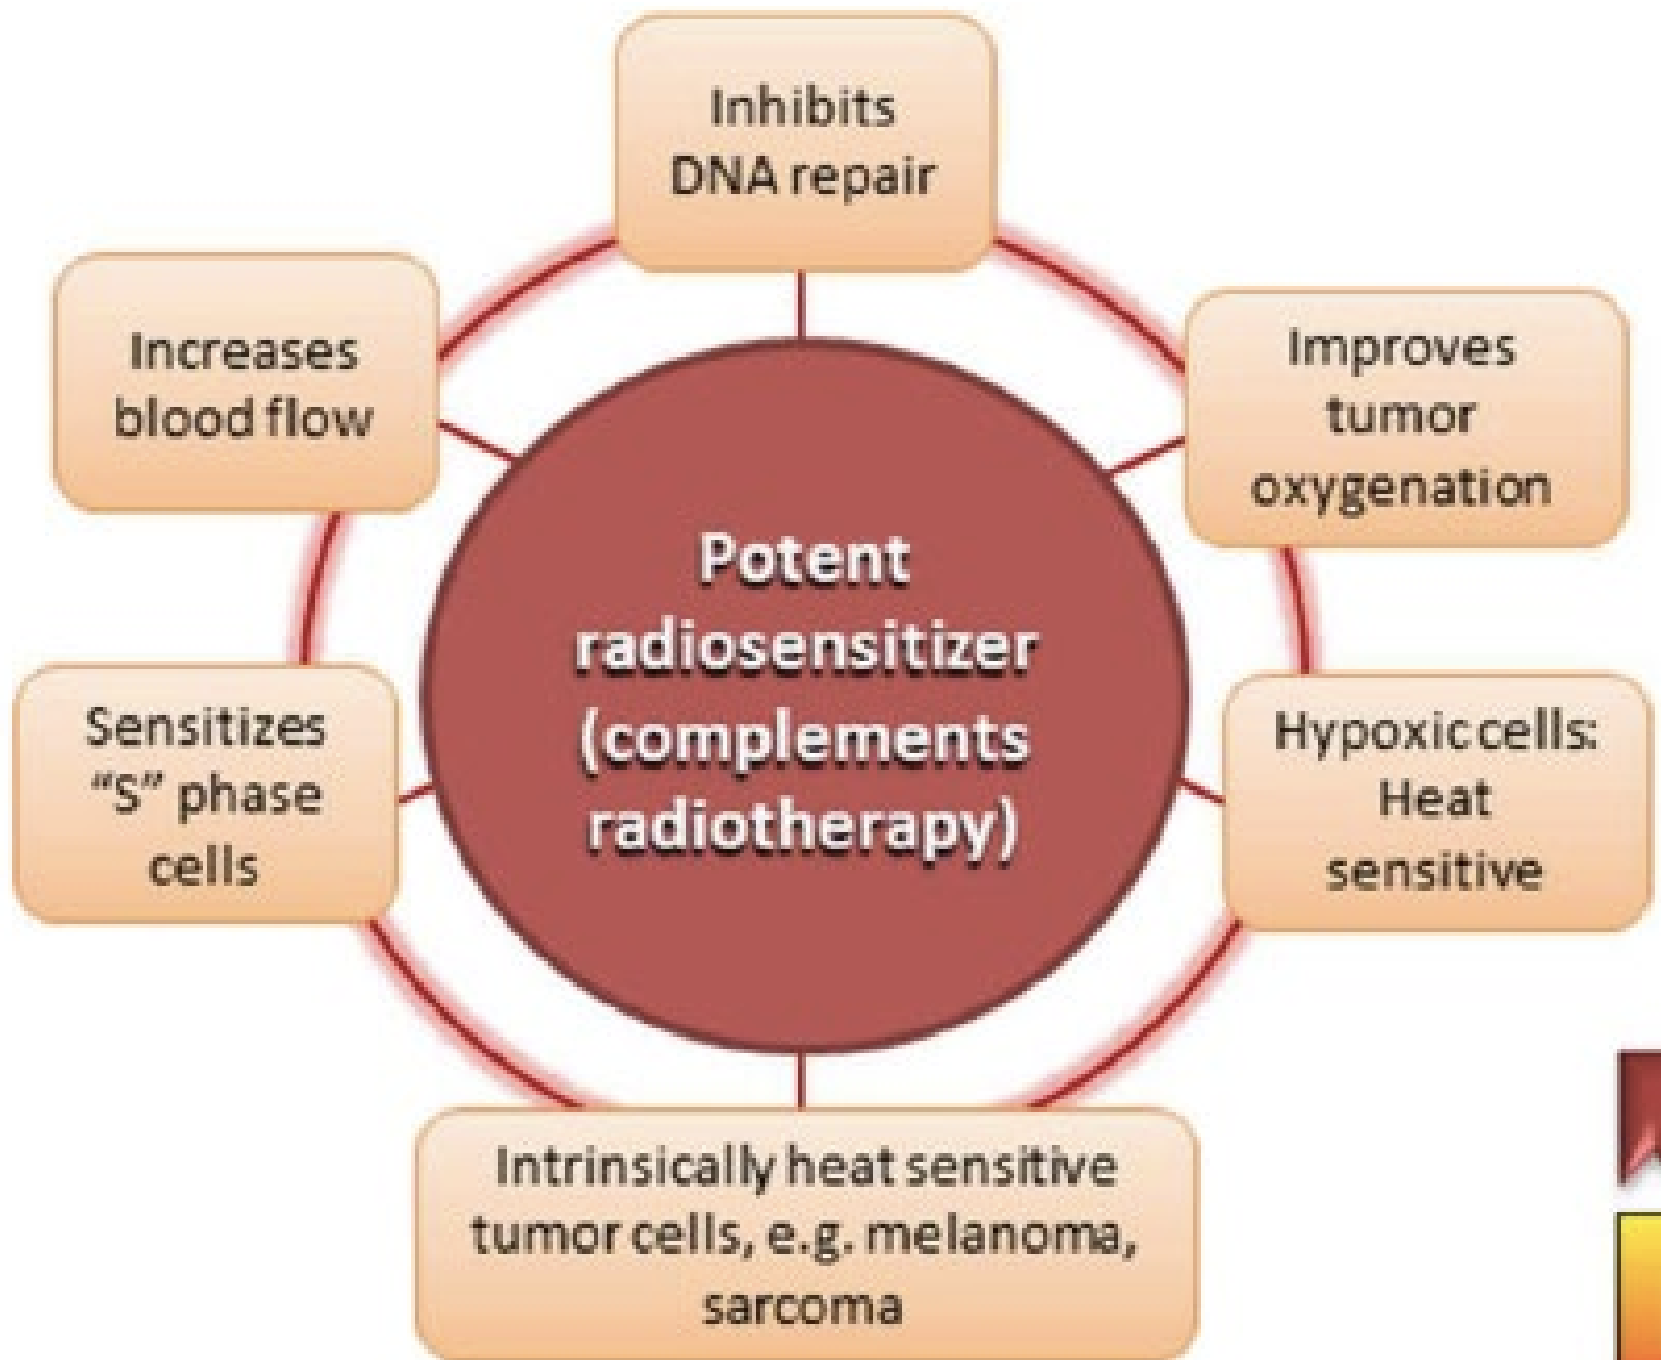 Inhibits
DNA repair
Increases
blood flow
Improves
tumor
oxygenation
Potent
radiosensitizer
(complements
radiotherapy)
Sensitizes
“S” phase
cells
Hypoxic cells:
Heat
sensitive
Intrinsically heat sensitive
tumor cells, e.g. melanoma,
sarcoma